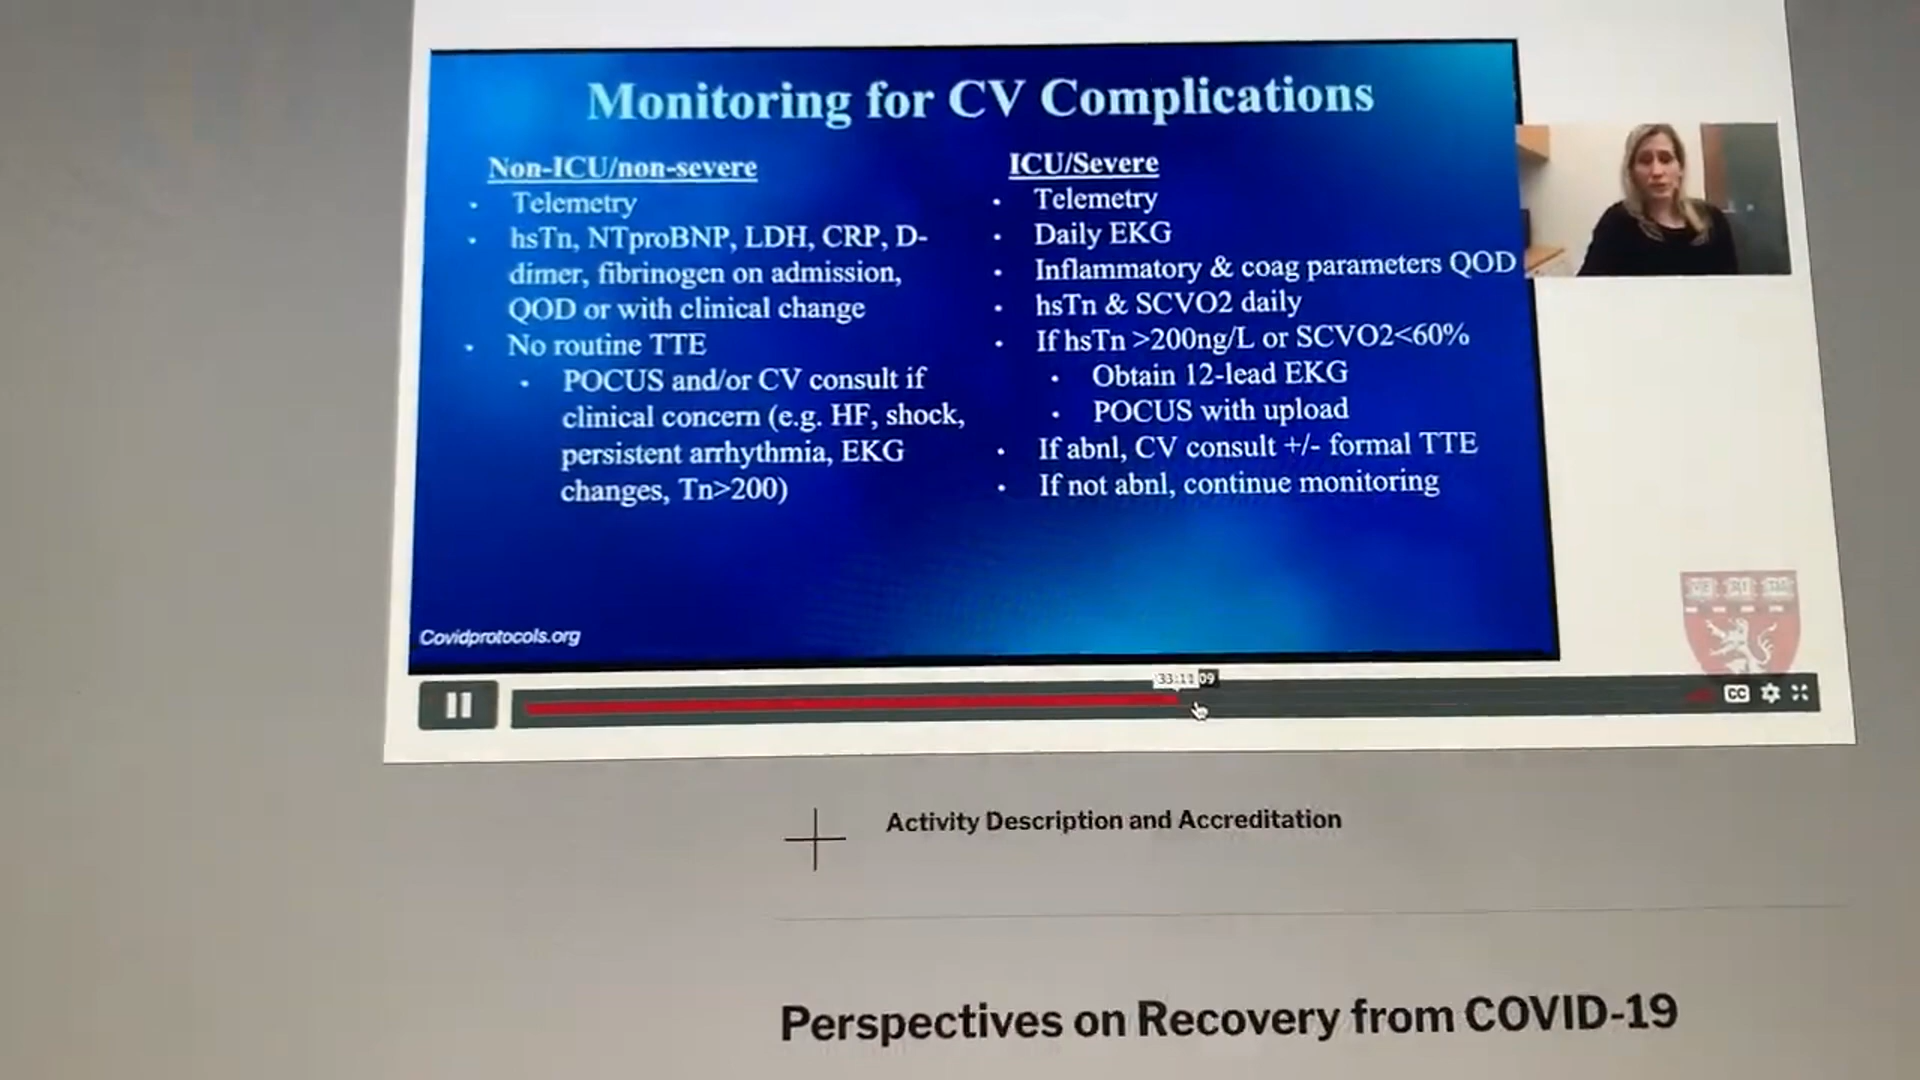 Monitoring for CV Complications
Non-ICU/non-severe
• Telemetry
• hsTn, NTproBNP, LDH, CRP, D-
dimer, fibrinogen on admission,
QOD or with clinical change
• No routine TTE
• POCUS and/or CV consult if
clinical concern (e.g. HF, shock,
persistent arrhythmia, EKG
changes, Tn>200)
ICU/Severe
• Telemetry
• Daily EKG
• Inflammatory & coag parameters QOD
• hsTn & SCVO2 daily
• If hsTn >200ng/L or SCVO2<60%
• Obtain 12-lead EKG
• POCUS with upload
• If abnl, CV consult +/- formal TTE
• If not abnl, continue monitoring
Covidprotocols.org
CC
Activity Description and Accreditation
Perspectives on Recovery from COVID-19